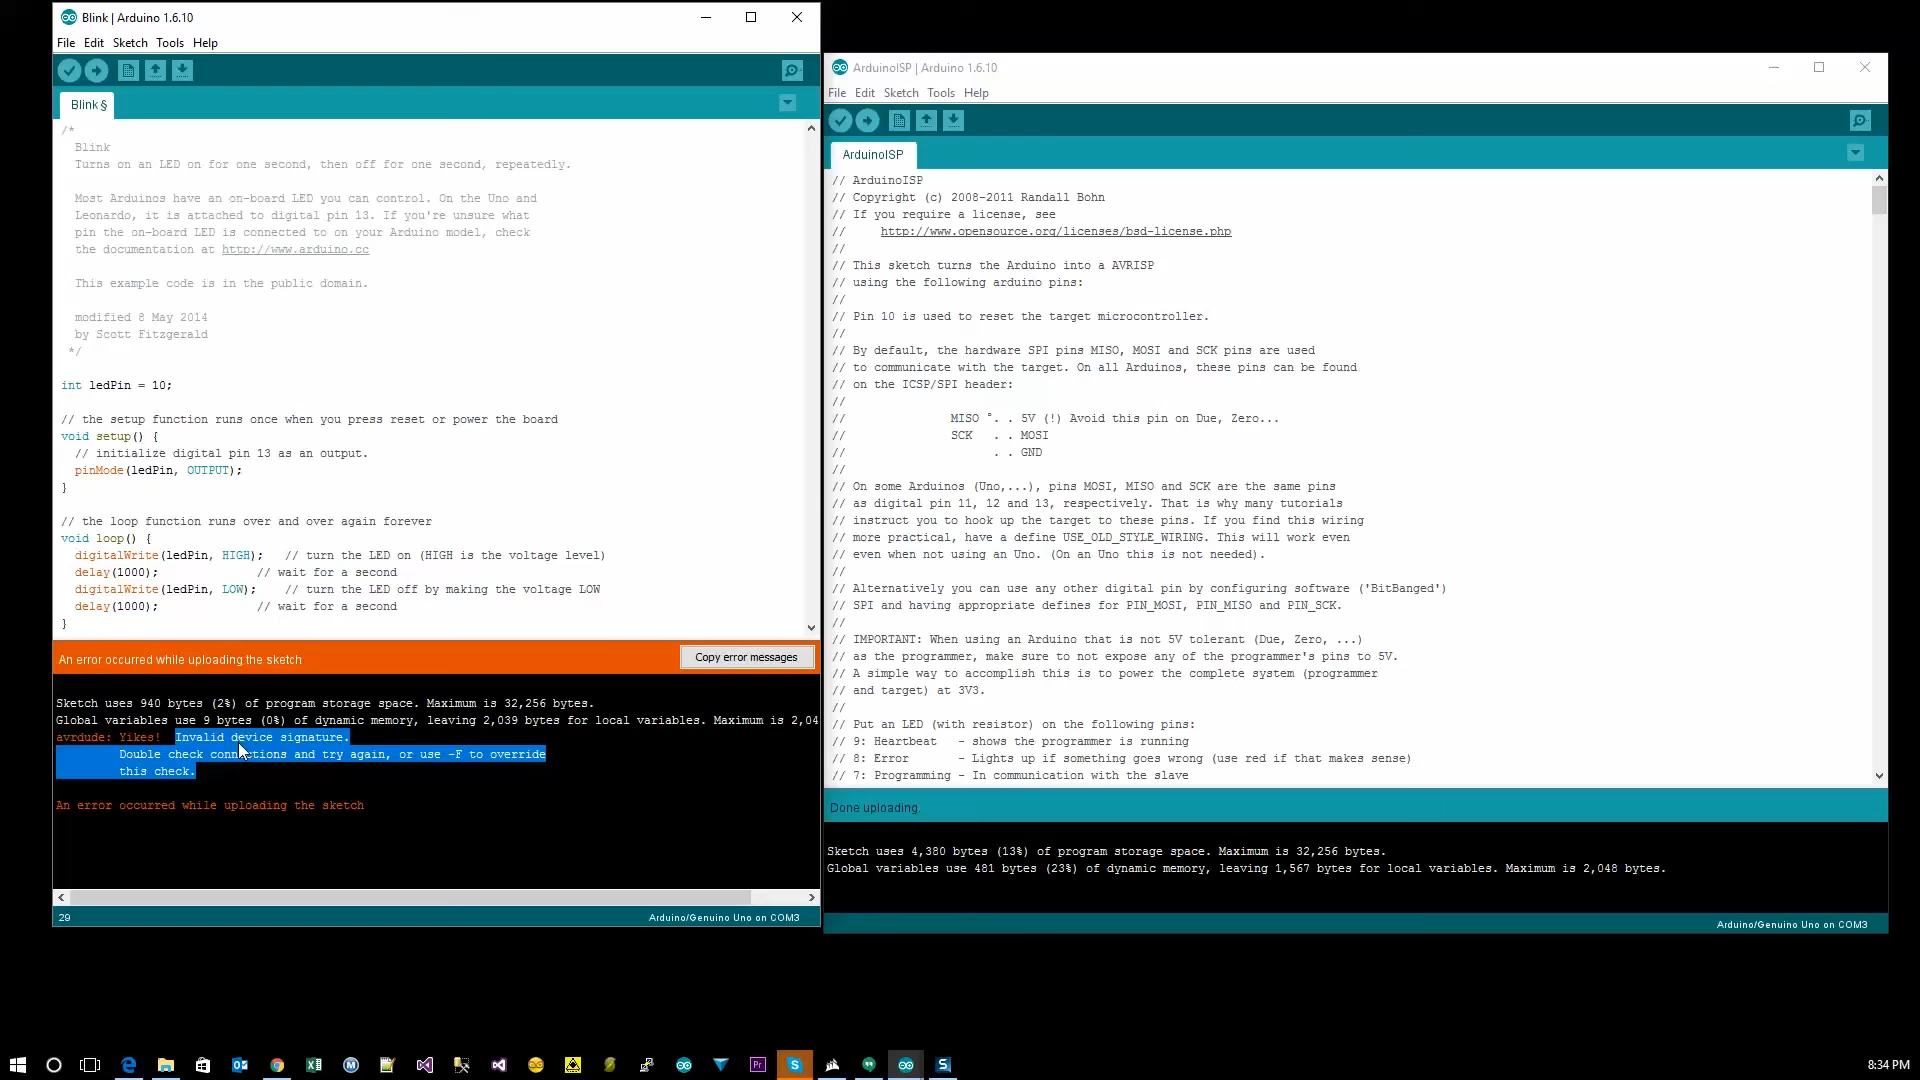 Blink | Arduino 1.6.10
File Edit Sketch Tools Help
Blink §
/*
Blink
Turns on an LED on for one second, then off for one second, repeatedly.
Most Arduinos have an on-board LED you can control. On the Uno and
Leonardo, it is attached to digital pin 13. If you're unsure what
pin the on-board LED is connected to on your Arduino model, check
the documentation at http://www.arduino.cc
This example code is in the public domain.
modified 8 May 2014
by Scott Fitzgerald
*/
int ledPin = 10;
// the setup function runs once when you press reset or power the board
void setup() {
// initialize digital pin 13 as an output.
pinMode(ledPin, OUTPUT);
}
// the loop function runs over and over again forever
void loop() {
digitalWrite(ledPin, HIGH); // turn the LED on (HIGH is the voltage level)
delay(1000); // wait for a second
digitalWrite(ledPin, LOW); // turn the LED off by making the voltage LOW
delay(1000); // wait for a second
}
An error occurred while uploading the sketch
Copy error messages
Sketch uses 940 bytes (2%) of program storage space. Maximum is 32,256 bytes.
Global variables use 9 bytes (0%) of dynamic memory, leaving 2,039 bytes for local variables. Maximum is 2,04
avrdude: Yikes! Invalid device signature.
Double check connections and try again, or use -F to override
this check.
An error occurred while uploading the sketch
29
Arduino/Genuino Uno on COM3
ArduinoISP | Arduino 1.6.10
File Edit Sketch Tools Help
ArduinoISP
// ArduinoISP
// Copyright (c) 2008-2011 Randall Bohn
// If you require a license, see
// http://www.opensource.org/licenses/bsd-license.php
//
// This sketch turns the Arduino into a AVRISP
// using the following arduino pins:
//
// Pin 10 is used to reset the target microcontroller.
//
// By default, the hardware SPI pins MISO, MOSI and SCK pins are used
// to communicate with the target. On all Arduinos, these pins can be found
// on the ICSP/SPI header:
//
// MISO °. . 5V (!) Avoid this pin on Due, Zero...
// SCK . . MOSI
// . . GND
//
// On some Arduinos (Uno,...), pins MOSI, MISO and SCK are the same pins
// as digital pin 11, 12 and 13, respectively. That is why many tutorials
// instruct you to hook up the target to these pins. If you find this wiring
// more practical, have a define USE_OLD_STYLE_WIRING. This will work even
// even when not using an Uno. (On an Uno this is not needed).
//
// Alternatively you can use any other digital pin by configuring software ('BitBanged')
// SPI and having appropriate defines for PIN_MOSI, PIN_MISO and PIN_SCK.
//
// IMPORTANT: When using an Arduino that is not 5V tolerant (Due, Zero, ...)
// as the programmer, make sure to not expose any of the programmer's pins to 5V.
// A simple way to accomplish this is to power the complete system (programmer
// and target) at 3V3.
//
// Put an LED (with resistor) on the following pins:
// 9: Heartbeat - shows the programmer is running
// 8: Error - Lights up if something goes wrong (use red if that makes sense)
// 7: Programming - In communication with the slave
//
Done uploading.
Sketch uses 4,380 bytes (13%) of program storage space. Maximum is 32,256 bytes.
Global variables use 481 bytes (23%) of dynamic memory, leaving 1,567 bytes for local variables. Maximum is 2,048 bytes.
Arduino/Genuino Uno on COM3
8:34 PM